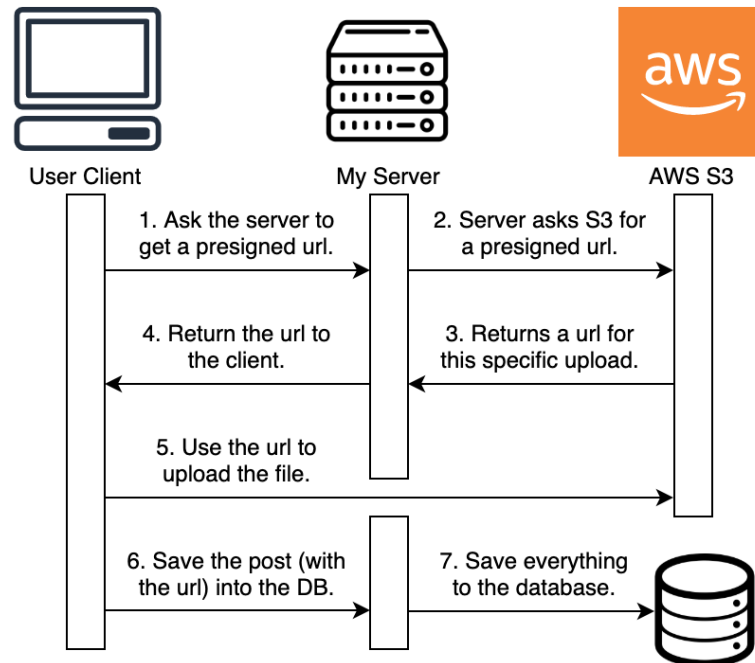 aws
User Client
My Server
AWS S3
1. Ask the server to
get a presigned url.
2. Server asks S3 for
a presigned url.
4. Return the url to
the client.
3. Returns a url for
this specific upload.
5. Use the url to
upload the file.
6. Save the post (with
the url) into the DB.
7. Save everything
to the database.